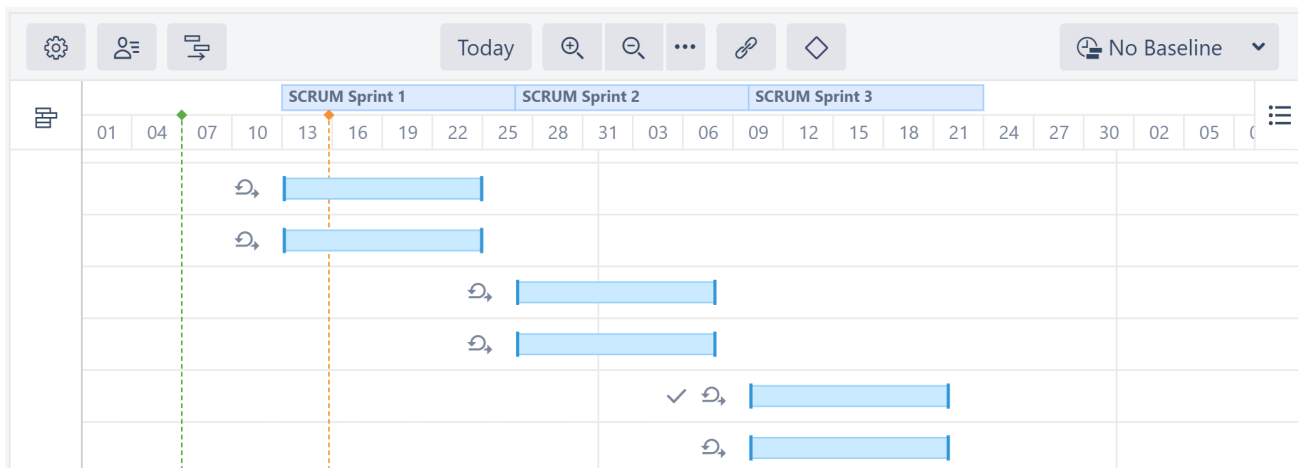 Today
No Baseline
SCRUM Sprint 1 SCRUM Sprint 2 SCRUM Sprint 3
01 04 07 10 13 16 19 22 25 28 31 03 06 09 12 15 18 21 24 27 30 02 05